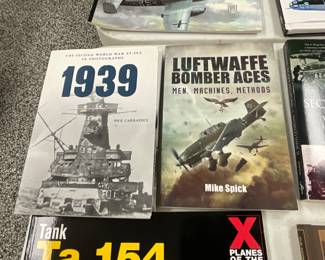 THE SECOND WORLD WAR AT SEA
IN PHOTOGRAPHS
1939
PHIL CARRADICE
LUFTWAFFE
BOMBER ACES
MEN, MACHINES, METHODS
Mike Spick
SEC
Tank
Ta 154
X
PLANES OF THE